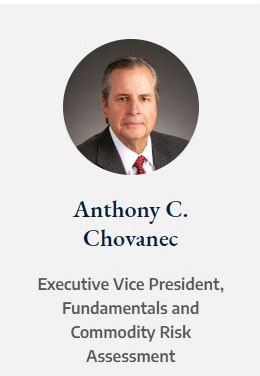 Anthony C.
Chovanec
Executive Vice President,
Fundamentals and
Commodity Risk
Assessment